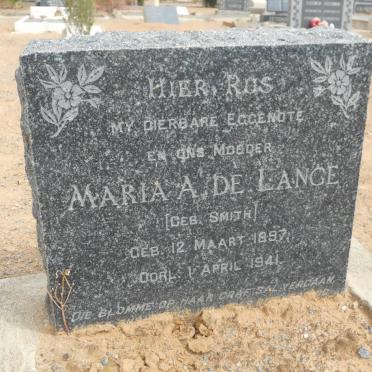 HIER RUS
MY DIERBARE EGGENOTE
EN ONS MOEDER
MARIA A. DE LANGE
[GEB. SMITH]
GEB. 12 MAART 1897.
OORL. 1 APRIL 1941.
DIE BLOMME OP HAAR GRAF SAL VERGAAN